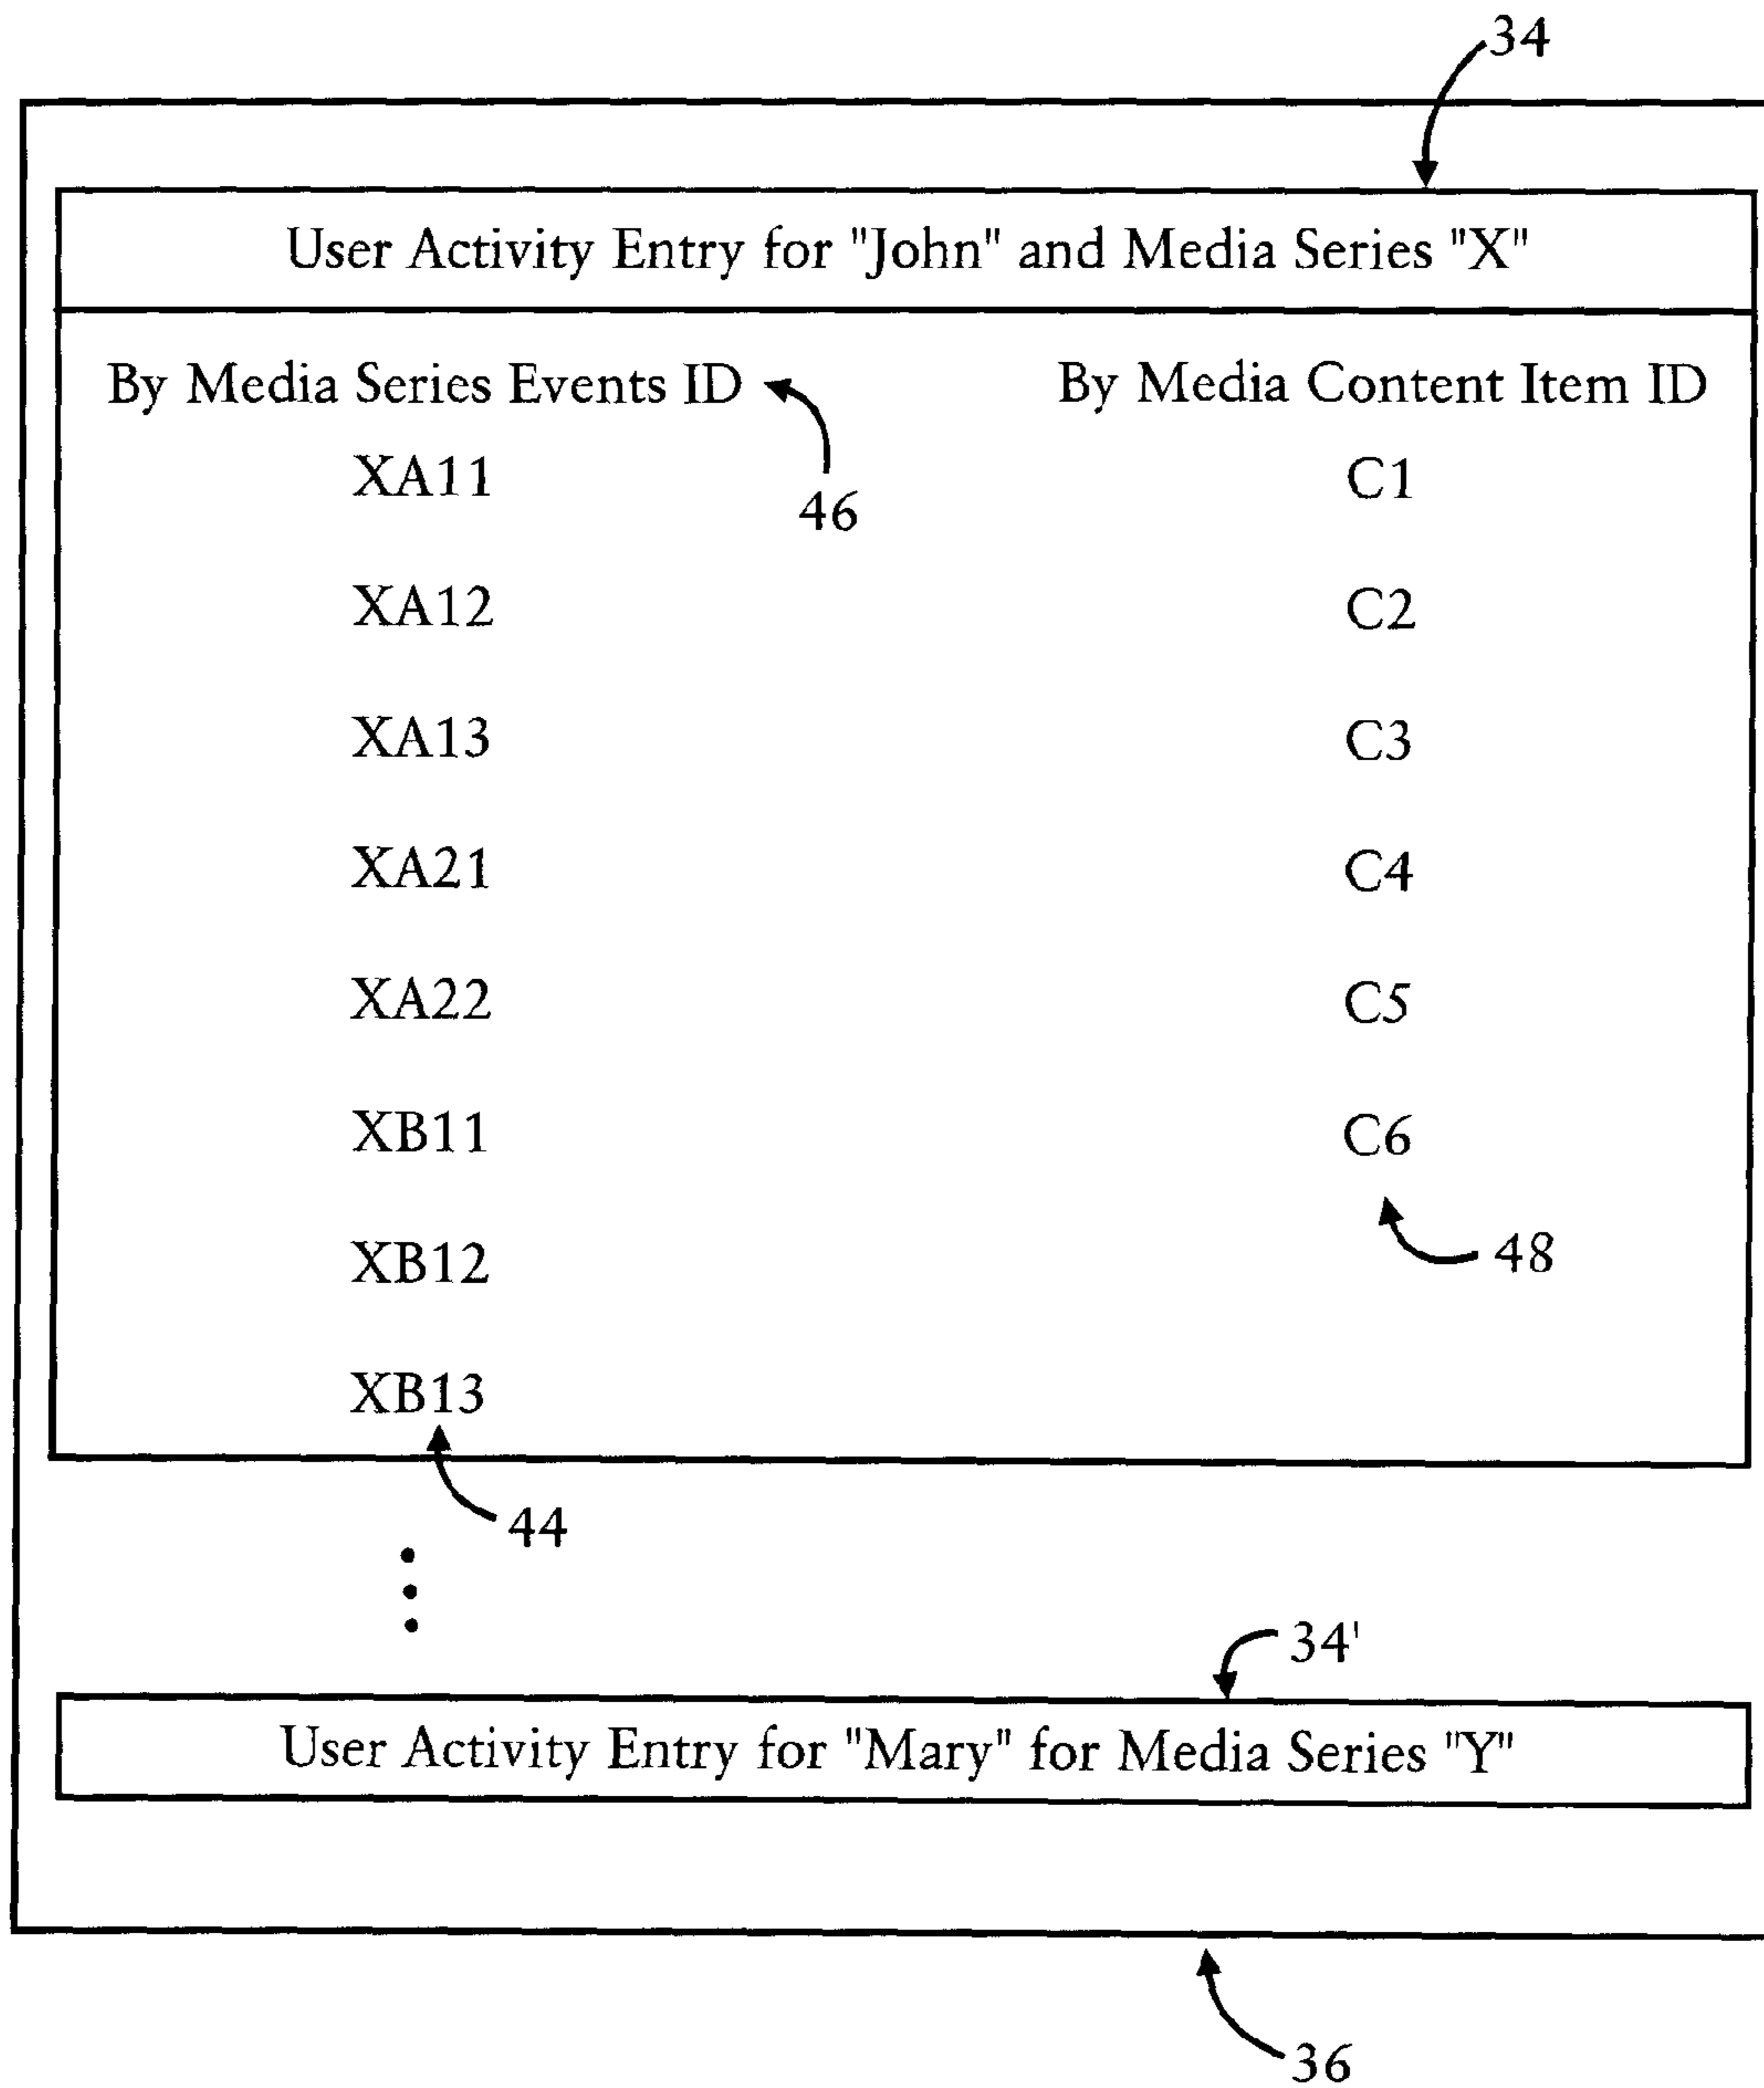 34
User Activity Entry for "John" and Media Series "X"
By Media Series Events ID By Media Content Item ID
XA11 C1
46
XA12 C2
XA13 C3
XA21 C4
XA22 C5
XB11 C6
XB12 48
XB13
44
34'
User Activity Entry for "Mary" for Media Series "Y"
36